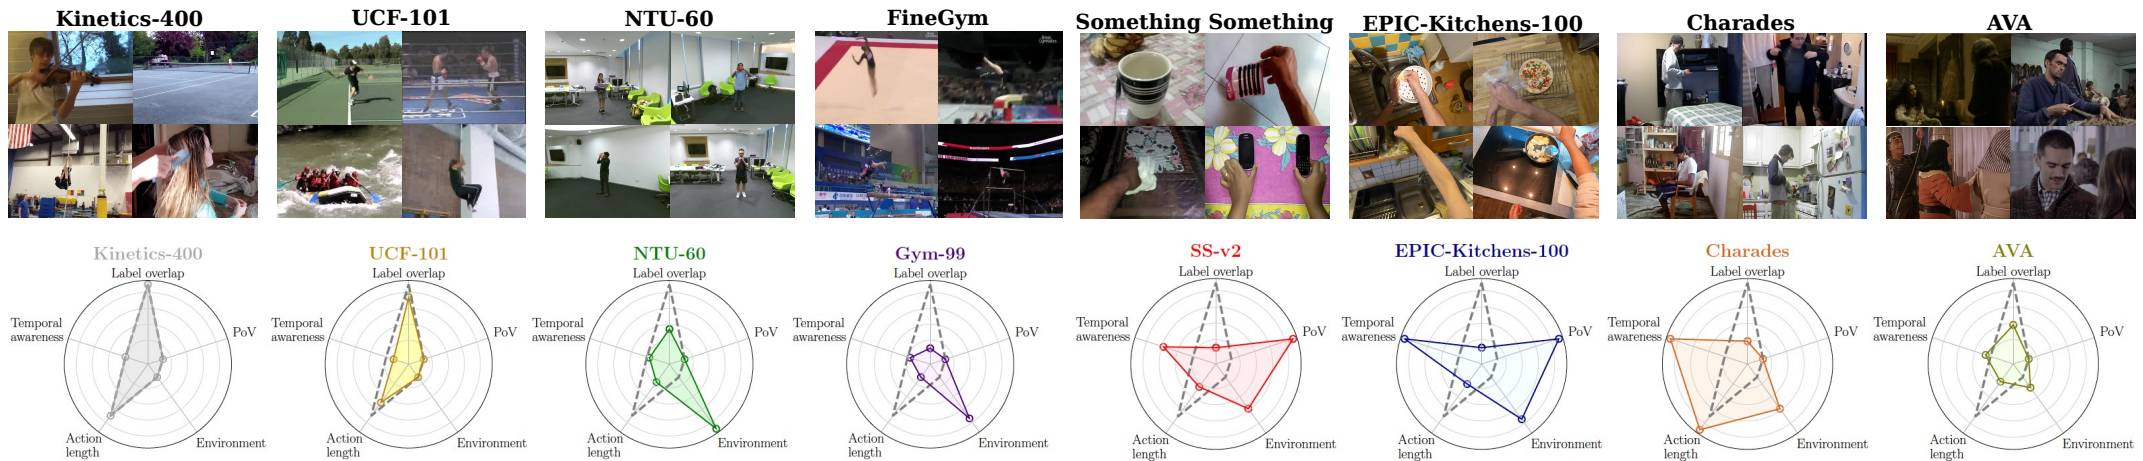 Kinetics-400
UCF-101
NTU-60
FineGym
Something Something
EPIC-Kitchens-100
Charades
AVA
Kinetics-400
Label overlap
Temporal
awareness
PoV
Action
length
Environment
UCF-101
Label overlap
Temporal
awareness
PoV
Action
length
Environment
NTU-60
Label overlap
Temporal
awareness
PoV
Action
length
Environment
Gym-99
Label overlap
Temporal
awareness
PoV
Action
length
Environment
SS-v2
Label overlap
Temporal
awareness
PoV
Action
length
Environment
EPIC-Kitchens-100
Label overlap
Temporal
awareness
PoV
Action
length
Environment
Charades
Label overlap
Temporal
awareness
PoV
Action
length
Environment
AVA
Label overlap
Temporal
awareness
PoV
Action
length
Environment